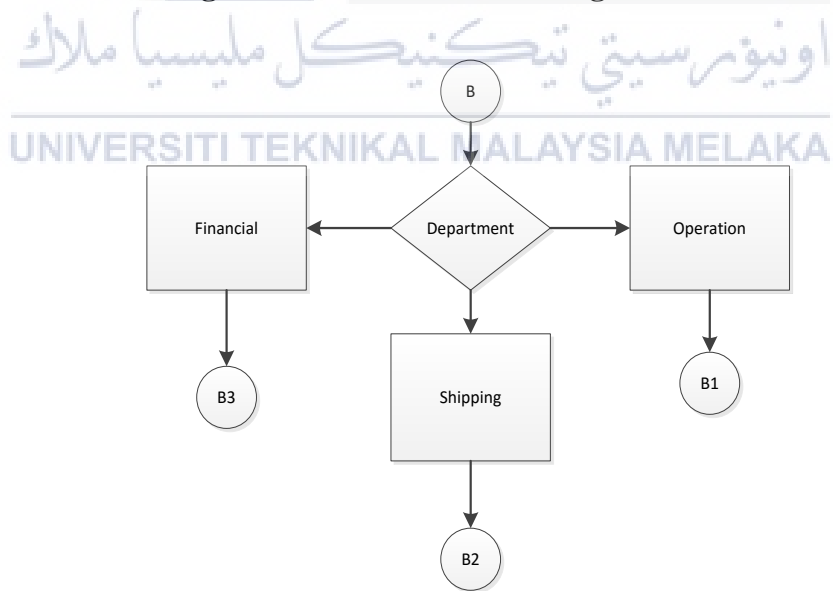 اونيۏرسيتي تيكنيكل مليسيا ملاك
B
UNIVERSITI TEKNIKAL MALAYSIA MELAKA
Financial
Department
Operation
Shipping
B3
B1
B2